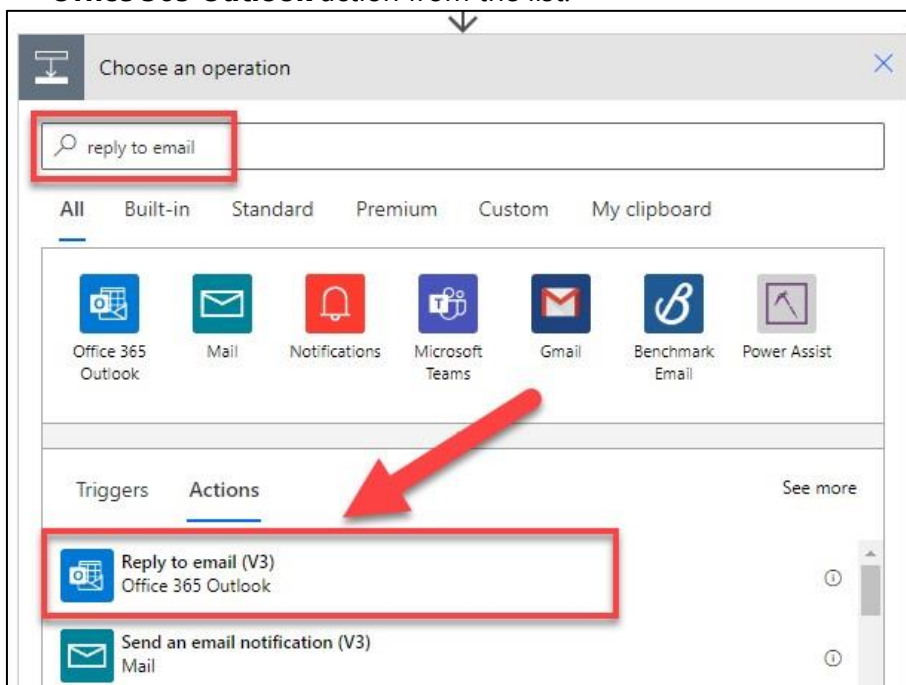 Office 365 Outlook action from the list.
Choose an operation
reply to email
All Built-in Standard Premium Custom My clipboard
Office 365 Outlook
Mail
Notifications
Microsoft Teams
Gmail
Benchmark Email
Power Assist
Triggers Actions See more
Reply to email (V3)
Office 365 Outlook
Send an email notification (V3)
Mail